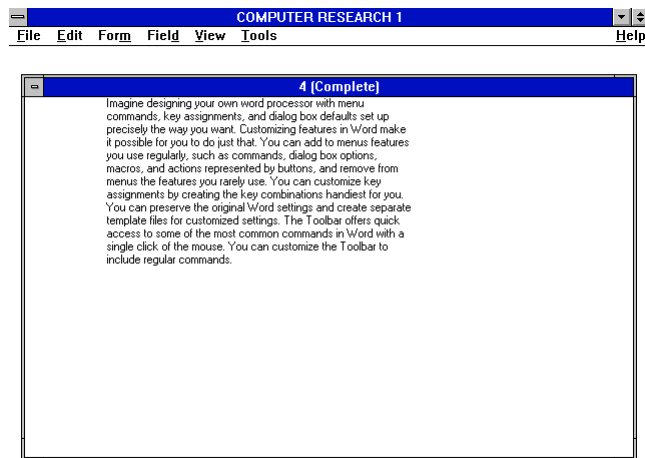 COMPUTER RESEARCH 1
File Edit Form Field View Tools Help
4 (Complete)
Imagine designing your own word processor with menu
commands, key assignments, and dialog box defaults set up
precisely the way you want. Customizing features in Word make
it possible for you to do just that. You can add to menus features
you use regularly, such as commands, dialog box options,
macros, and actions represented by buttons, and remove from
menus the features you rarely use. You can customize key
assignments by creating the key combinations handiest for you.
You can preserve the original Word settings and create separate
template files for customized settings. The Toolbar offers quick
access to some of the most common commands in Word with a
single click of the mouse. You can customize the Toolbar to
include regular commands.